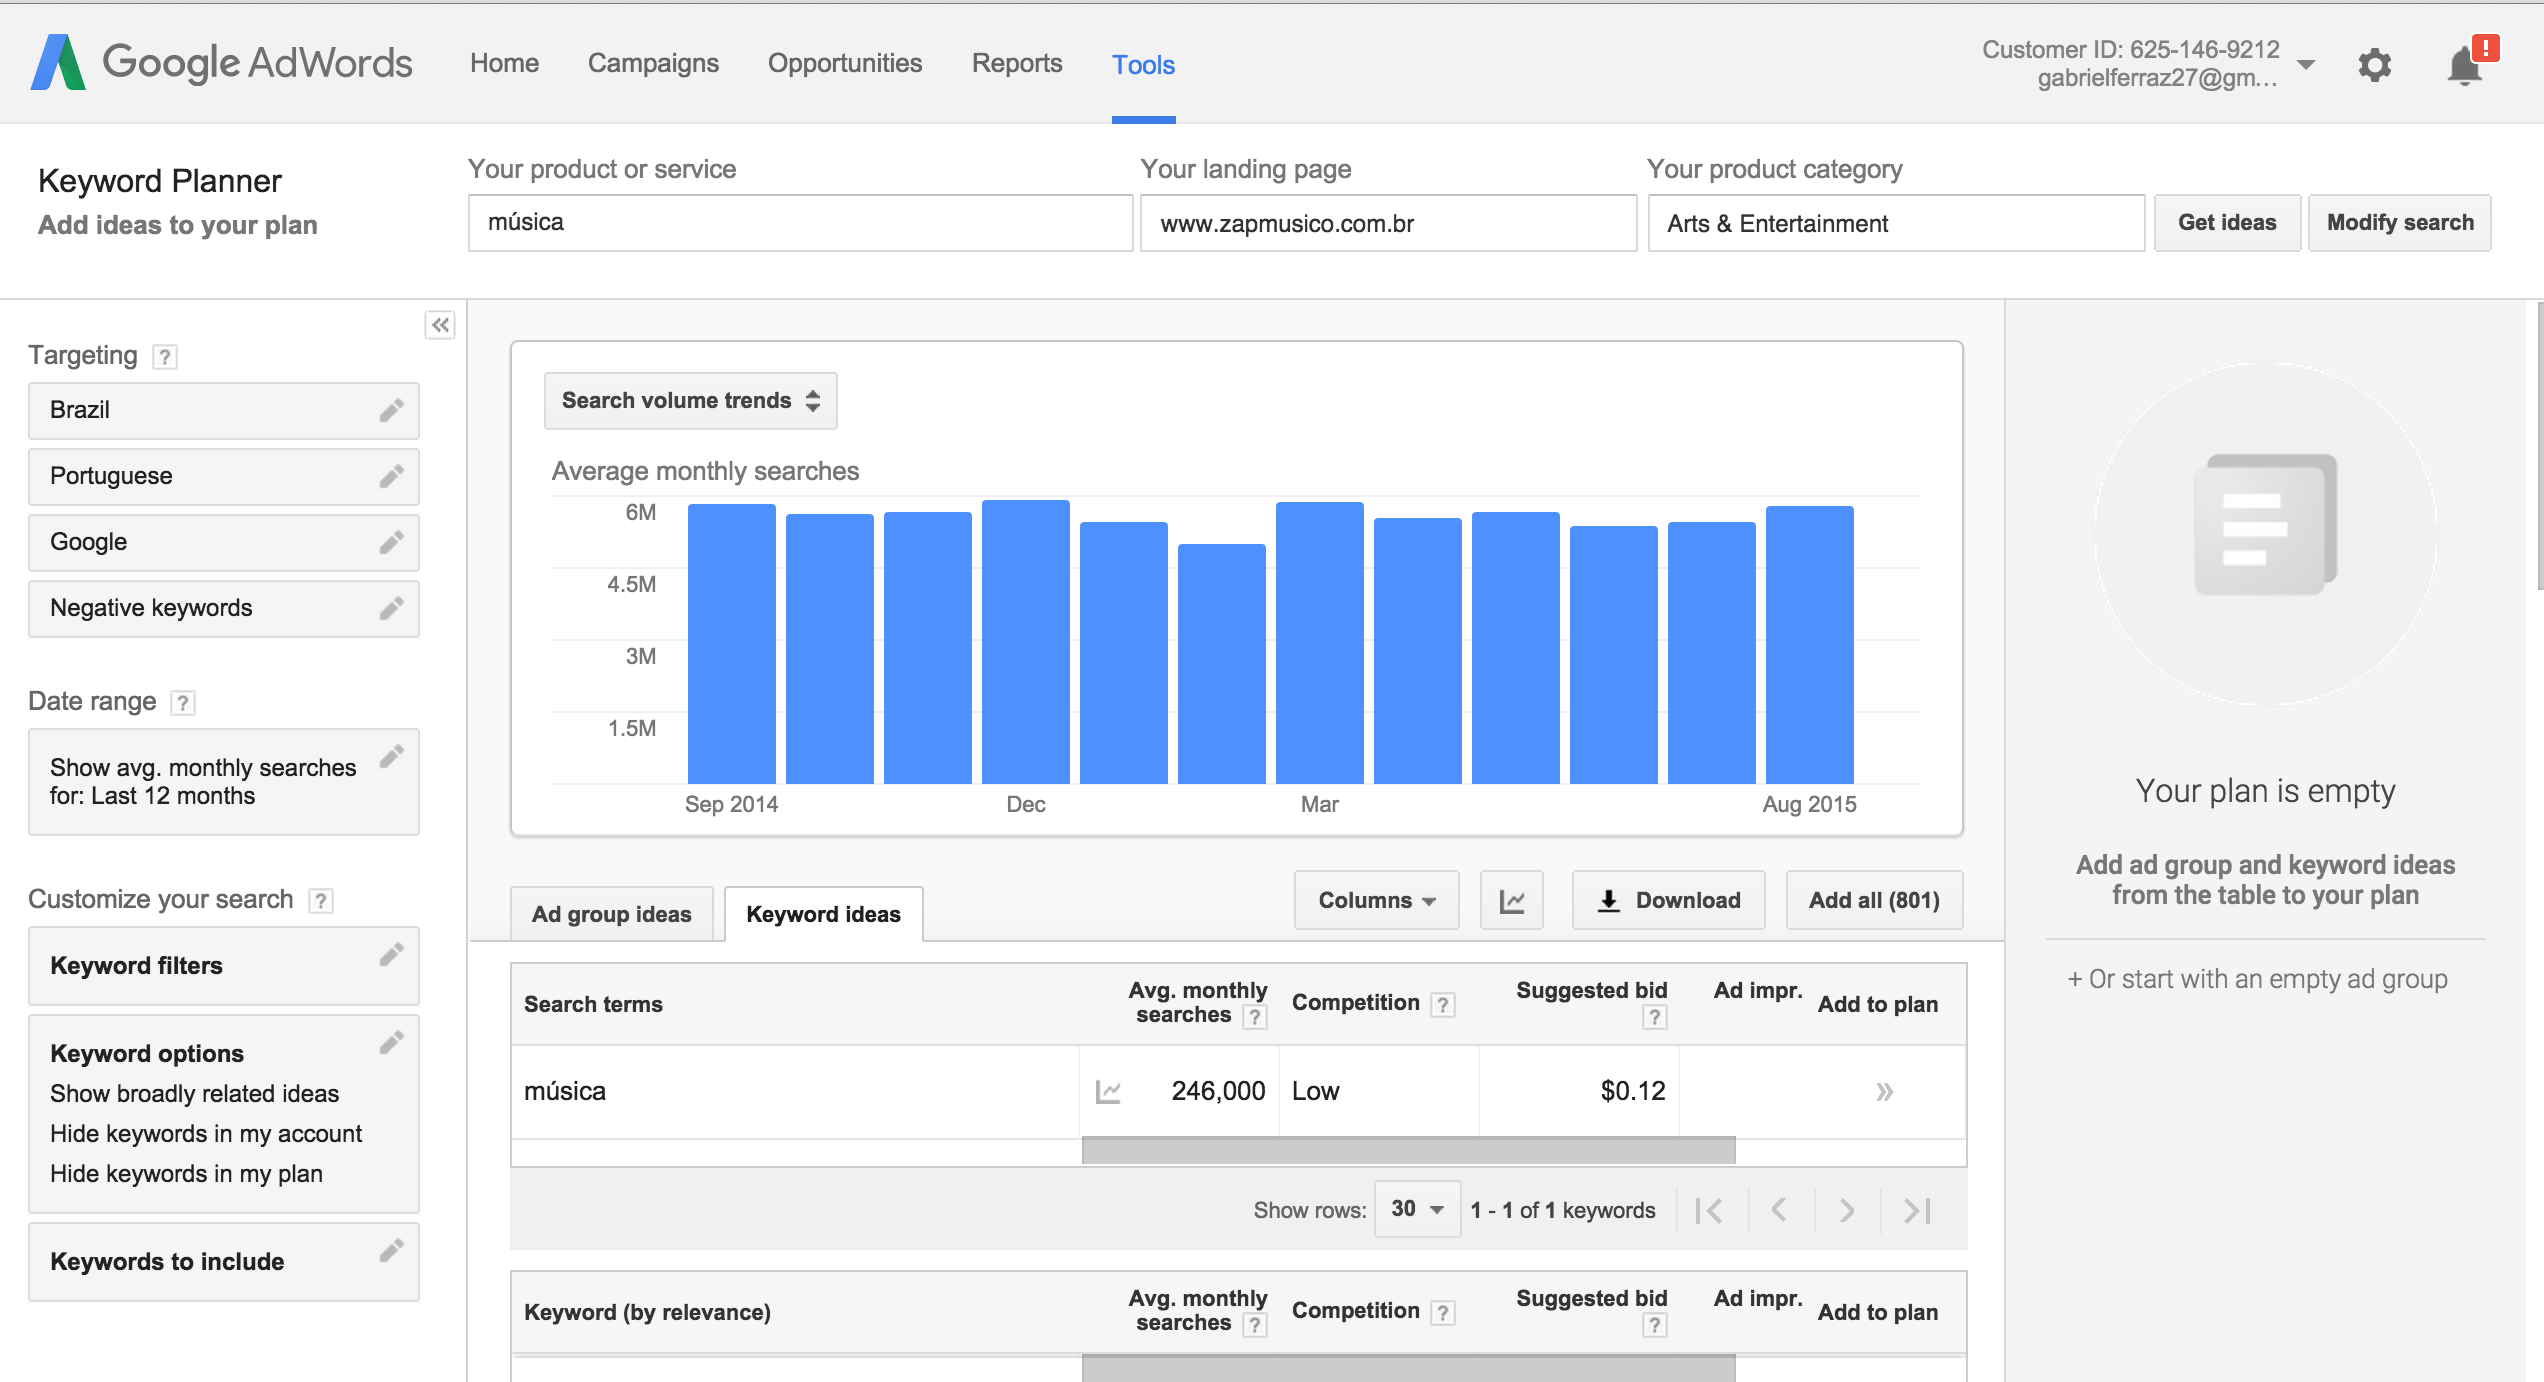 Google AdWords
Home Campaigns Opportunities Reports Tools
Customer ID: 625-146-9212
gabrielferraz27@gm...
!
Keyword Planner
Add ideas to your plan
Your product or service
música
Your landing page
www.zapmusico.com.br
Your product category
Arts & Entertainment
Get ideas
Modify search
Targeting ?
Brazil
Portuguese
Google
Negative keywords
Date range ?
Show avg. monthly searches
for: Last 12 months
Customize your search ?
Keyword filters
Keyword options
Show broadly related ideas
Hide keywords in my account
Hide keywords in my plan
Keywords to include
Search volume trends
Average monthly searches
6M
4.5M
3M
1.5M
Sep 2014 Dec Mar Aug 2015
Ad group ideas
Keyword ideas
Columns
Download
Add all (801)
Search terms
Avg. monthly
searches ?
Competition ?
Suggested bid
?
Ad impr.
Add to plan
música 246,000 Low $0.12 »
Show rows: 30 1 - 1 of 1 keywords
Keyword (by relevance)
Avg. monthly
searches ?
Competition ?
Suggested bid
?
Ad impr.
Add to plan
Your plan is empty
Add ad group and keyword ideas
from the table to your plan
+ Or start with an empty ad group